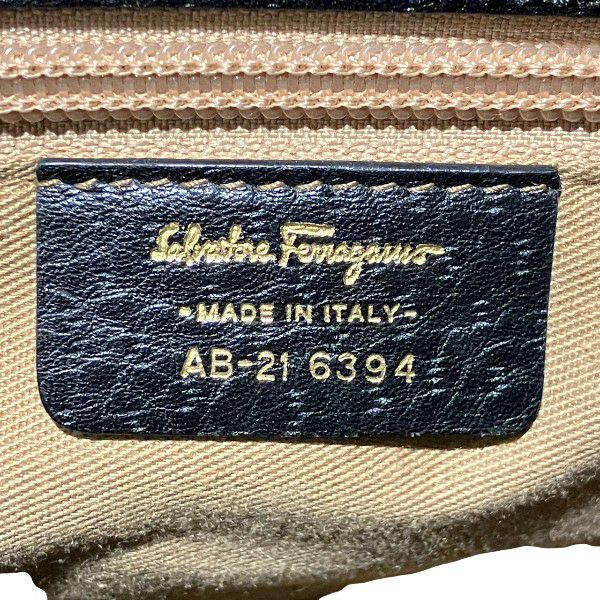 Salvatore Ferragamo
-MADE IN ITALY-
AB-21 6394